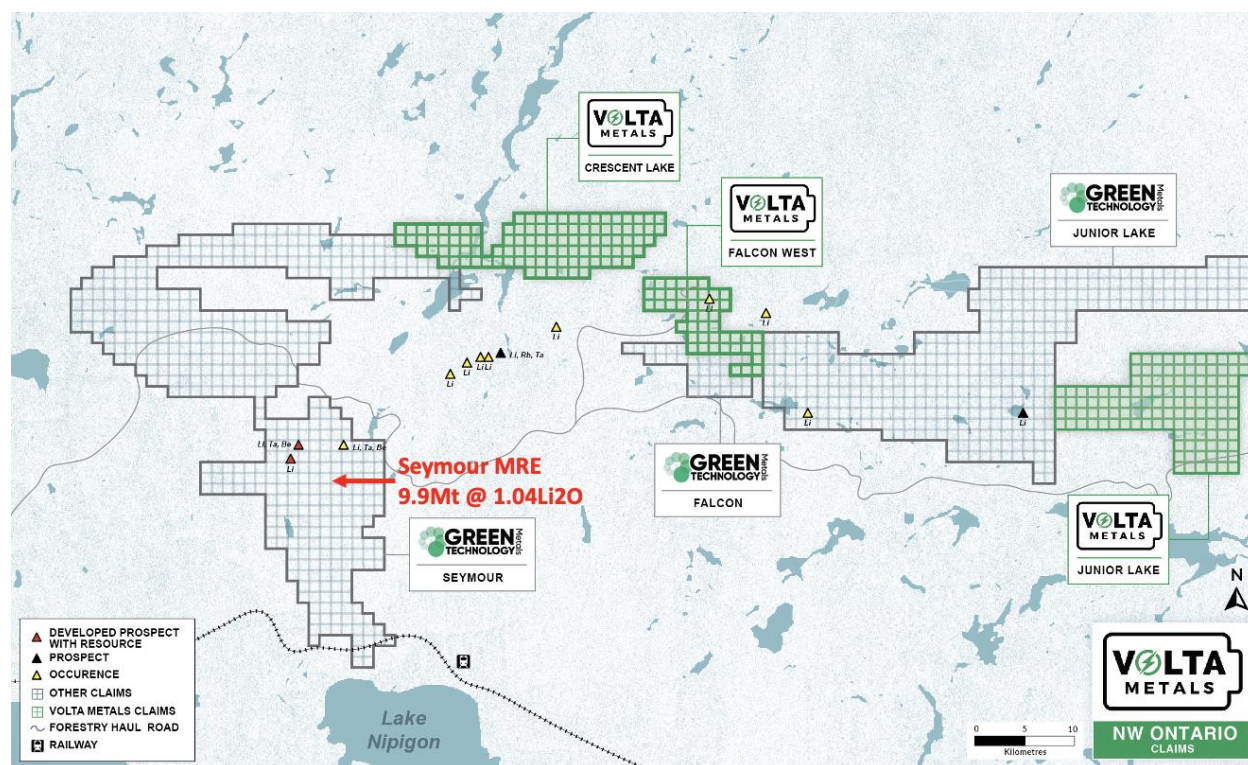 VOLTA
METALS
CRESCENT LAKE
VOLTA
METALS
FALCON WEST
GREEN
TECHNOLOGY
Metals
JUNIOR LAKE
Li
Li
Li
Li, Rb, Ta
Li
Li
Li
Li
Li
Li
Li, Ta, Be
Li, Ta, Be
Li
Seymour MRE
9.9Mt @ 1.04Li2O
GREEN
TECHNOLOGY
Metals
FALCON
GREEN
TECHNOLOGY
Metals
SEYMOUR
VOLTA
METALS
JUNIOR LAKE
N
DEVELOPED PROSPECT
WITH RESOURCE
PROSPECT
OCCURENCE
OTHER CLAIMS
VOLTA METALS CLAIMS
FORESTRY HAUL ROAD
RAILWAY
Lake
Nipigon
0 5 10
Kilometres
VOLTA
METALS
NW ONTARIO
CLAIMS